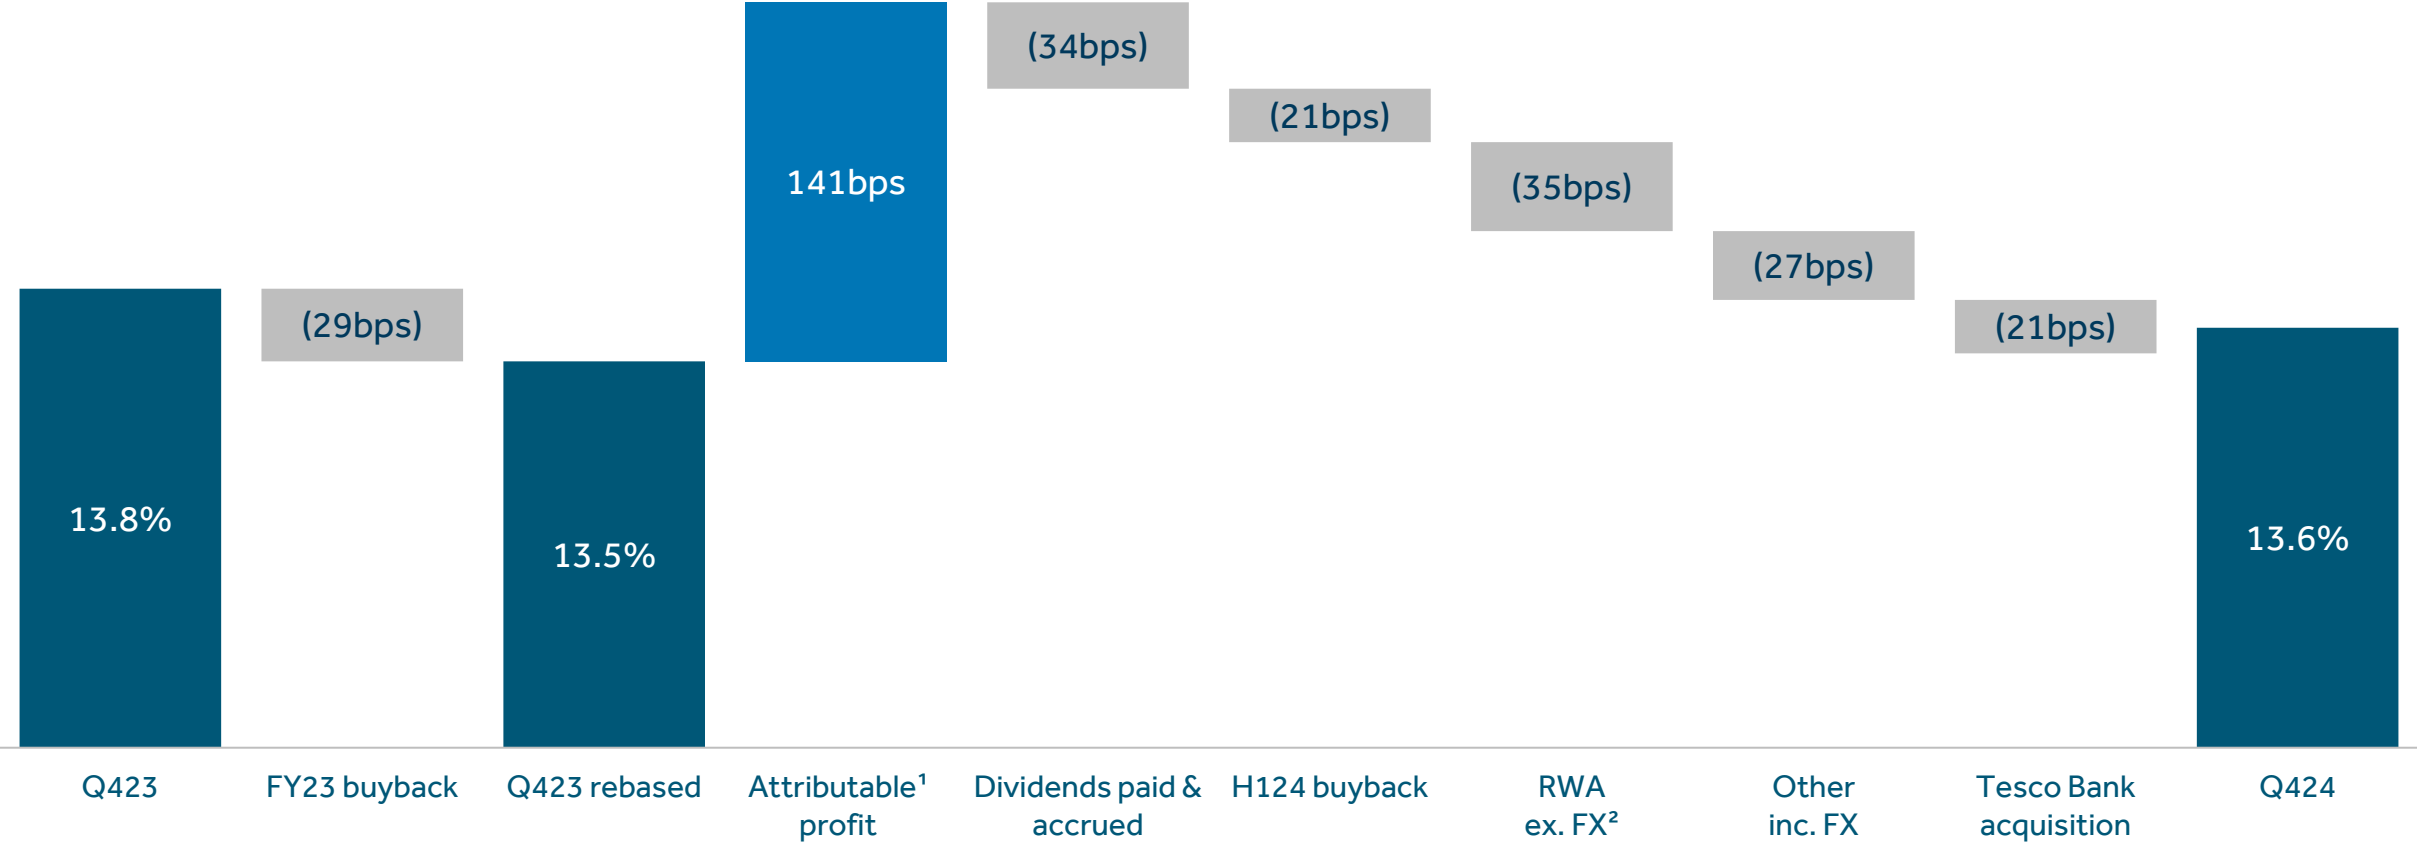 (34bps)
(21bps)
141bps
(35bps)
(27bps)
(29bps)
(21bps)
13.8%
13.5%
13.6%
Q423
FY23 buyback
Q423 rebased
Attributable¹
profit
Dividends paid &
accrued
H124 buyback
RWA
ex. FX²
Other
inc. FX
Tesco Bank
acquisition
Q424